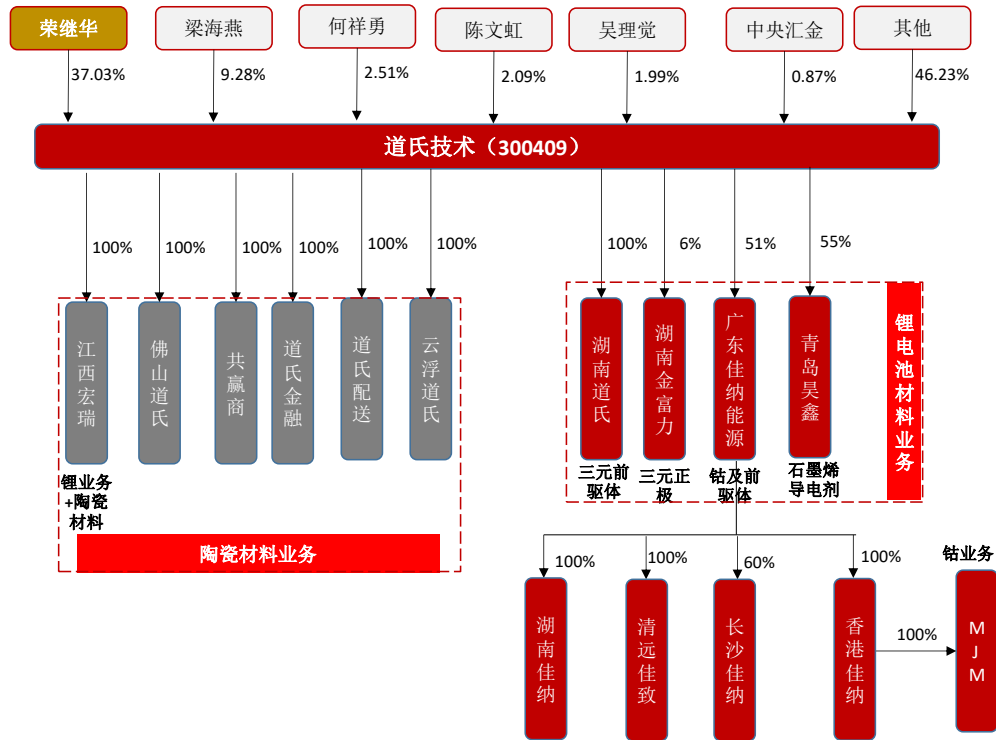 荣继华
梁海燕
何祥勇
陈文虹
吴理觉
中央汇金
其他
37.03%
9.28%
2.51%
2.09%
1.99%
0.87%
46.23%
道氏技术（300409）
100%
100%
100%
100%
100%
100%
100%
6%
51%
55%
江西宏瑞
佛山道氏
共赢商
道氏金融
道氏配送
云浮道氏
湖南道氏
湖南金富力
广东佳纳能源
青岛昊鑫
锂电池材料业务
锂业务
+陶瓷
材料
三元前
驱体
三元正
极
钴及前
驱体
石墨烯
导电剂
陶瓷材料业务
100%
100%
60%
100%
钴业务
湖南佳纳
清远佳致
长沙佳纳
香港佳纳
100%
MJM